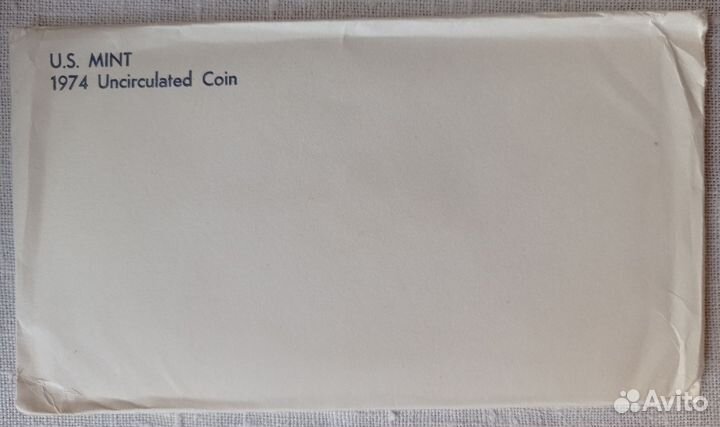 U.S. MINT
1974 Uncirculated Coin
Avito